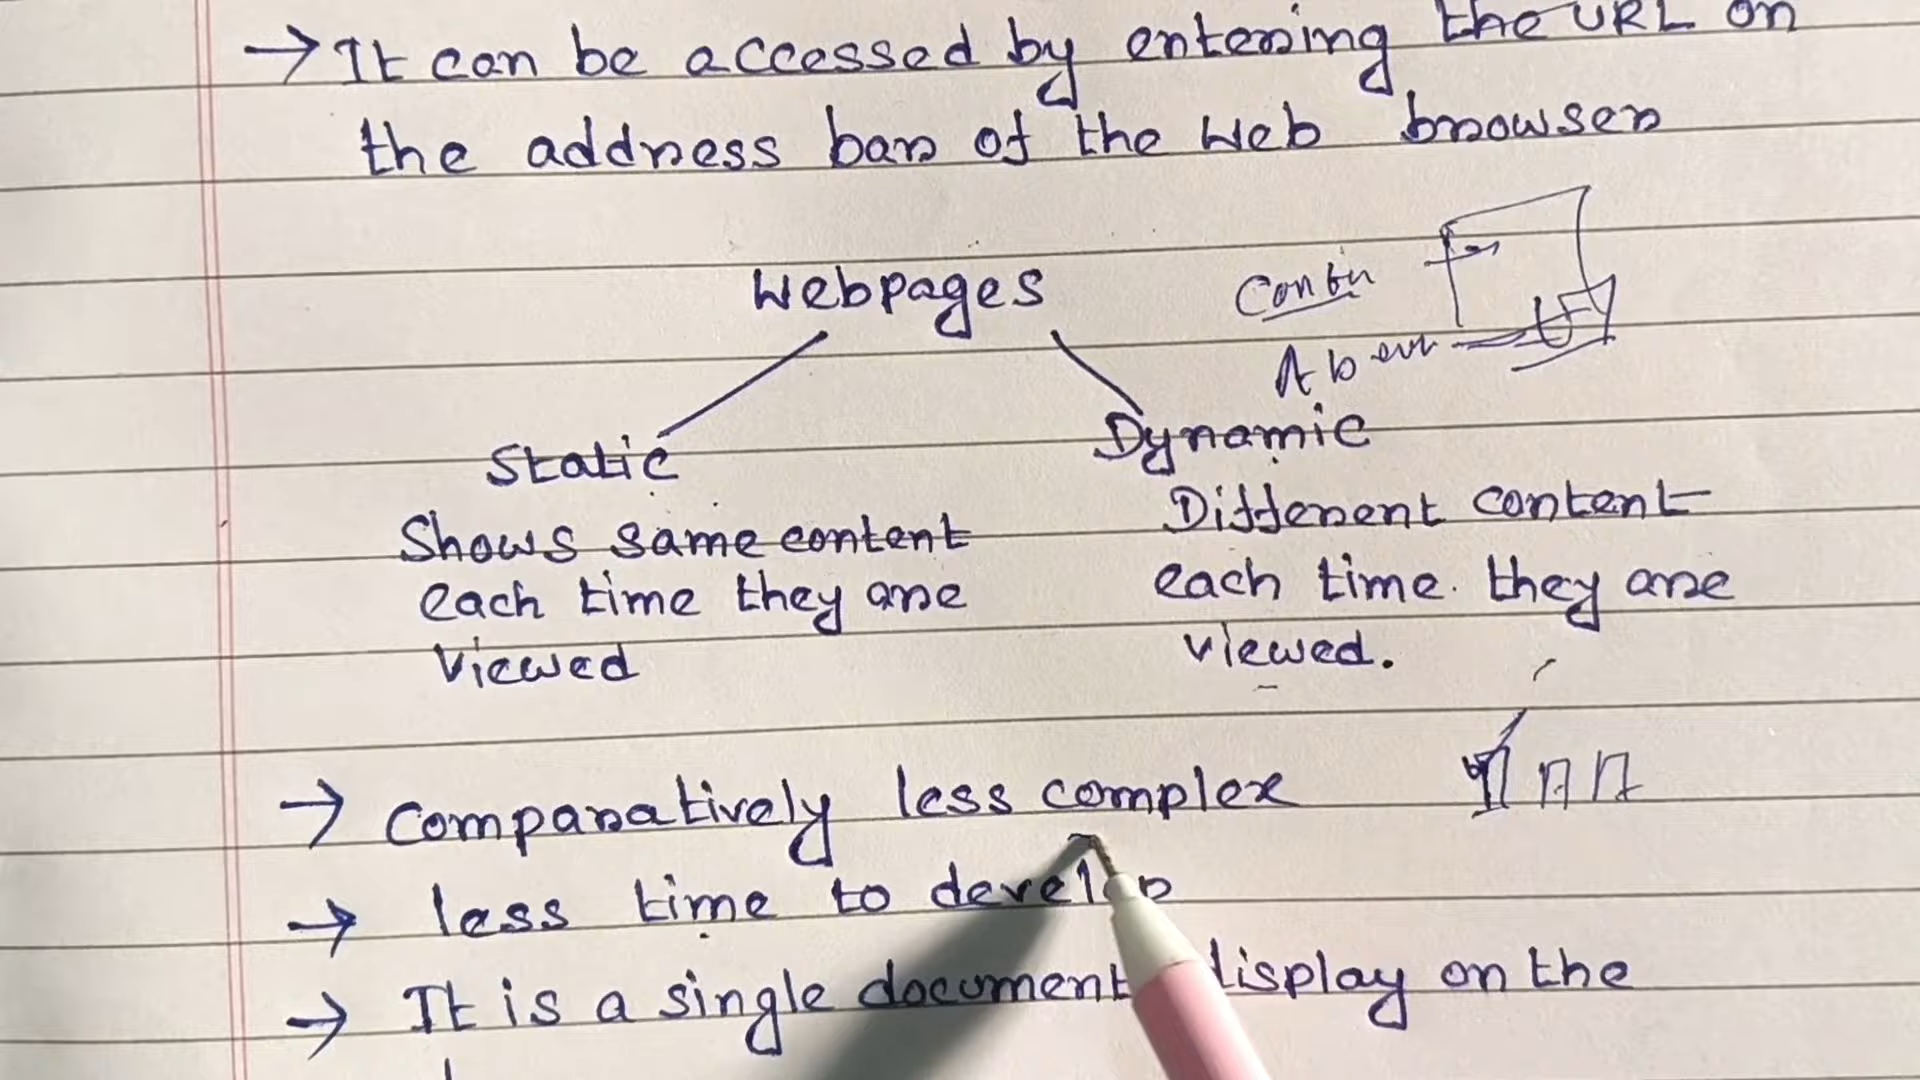 → It can be accessed by entering the URL on
the address bar of the web browser
Webpages
About
Static
Dynamic
Shows same content
each time they are
viewed
Different content
each time. they are
viewed.
→ Comparatively less complex
→ less time to develop
→ It is a single document display on the